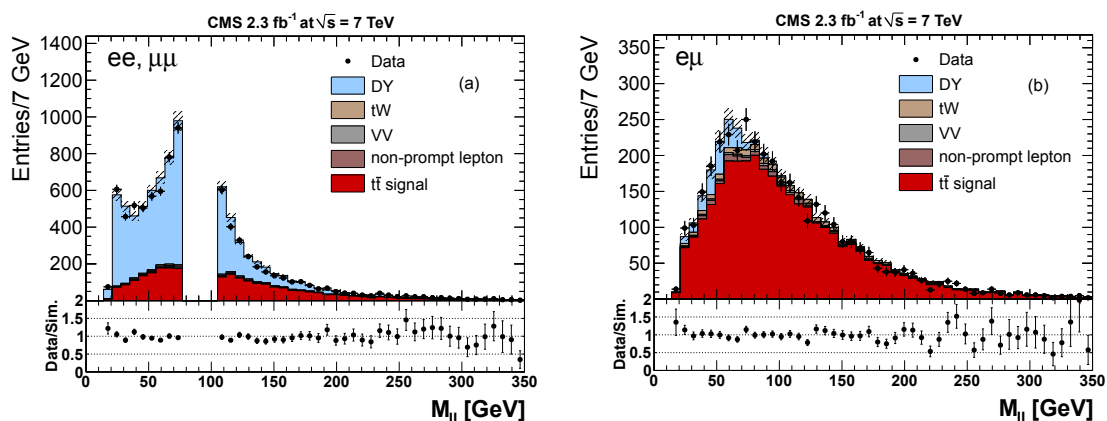 CMS 2.3 fb⁻¹ at √s = 7 TeV
Entries/7 GeV
1400
1200
1000
800
600
400
200
ee, μμ
(a)
Data
DY
tW
VV
non-prompt lepton
tt̄ signal
Data/Sim.
2
1.5
1
0.5
0
0 50 100 150 200 250 300 350
M_ll [GeV]
CMS 2.3 fb⁻¹ at √s = 7 TeV
Entries/7 GeV
350
300
250
200
150
100
50
eμ
(b)
Data
DY
tW
VV
non-prompt lepton
tt̄ signal
Data/Sim.
2
1.5
1
0.5
0
0 50 100 150 200 250 300 350
M_ll [GeV]